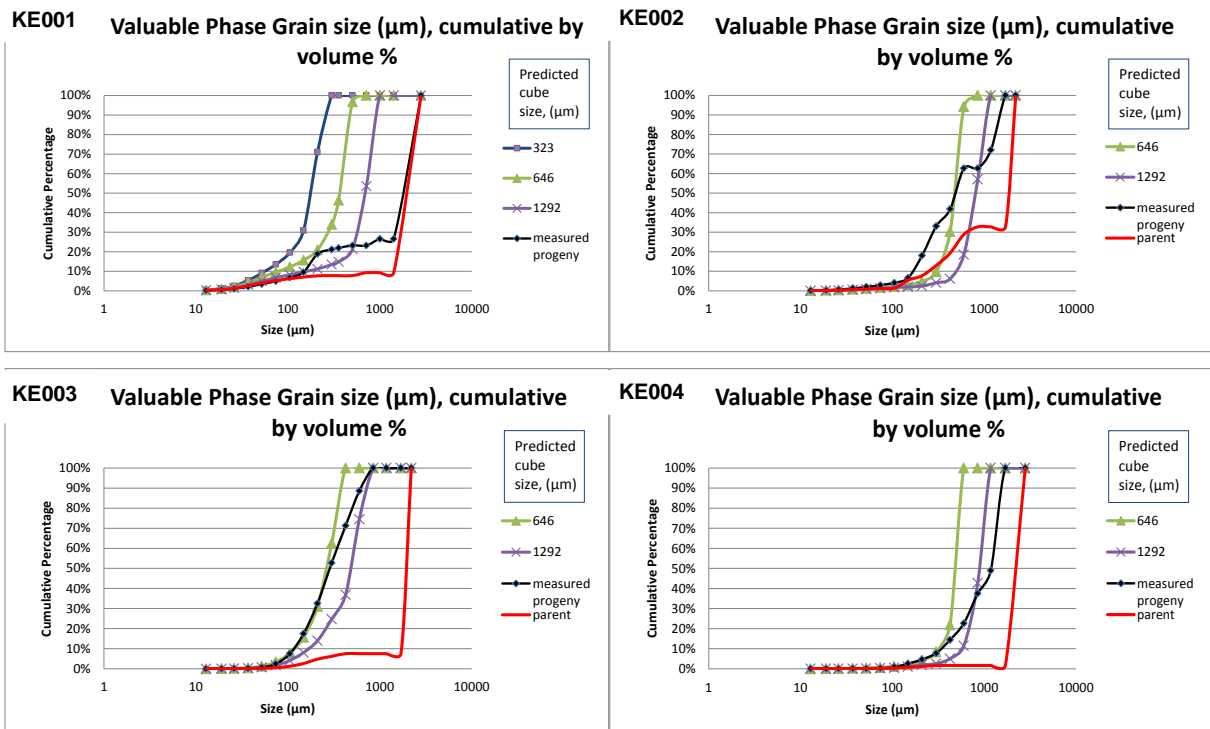 KE001
Valuable Phase Grain size (µm), cumulative by
volume %
Predicted
cube
size, (µm)
100%
90%
80%
70%
60%
50%
40%
30%
20%
10%
0%
Cumulative Percentage
1
10
100
1000
10000
Size (µm)
323
646
1292
measured
progeny
parent
KE002
Valuable Phase Grain size (µm), cumulative
by volume %
Predicted
cube
size, (µm)
100%
90%
80%
70%
60%
50%
40%
30%
20%
10%
0%
Cumulative Percentage
1
10
100
1000
10000
Size (µm)
646
1292
measured
progeny
parent
KE003
Valuable Phase Grain size (µm), cumulative
by volume %
Predicted
cube
size, (µm)
100%
90%
80%
70%
60%
50%
40%
30%
20%
10%
0%
Cumulative Percentage
1
10
100
1000
10000
Size (µm)
646
1292
measured
progeny
parent
KE004
Valuable Phase Grain size (µm), cumulative
by volume %
Predicted
cube
size, (µm)
100%
90%
80%
70%
60%
50%
40%
30%
20%
10%
0%
Cumulative Percentage
1
10
100
1000
10000
Size (µm)
646
1292
measured
progeny
parent